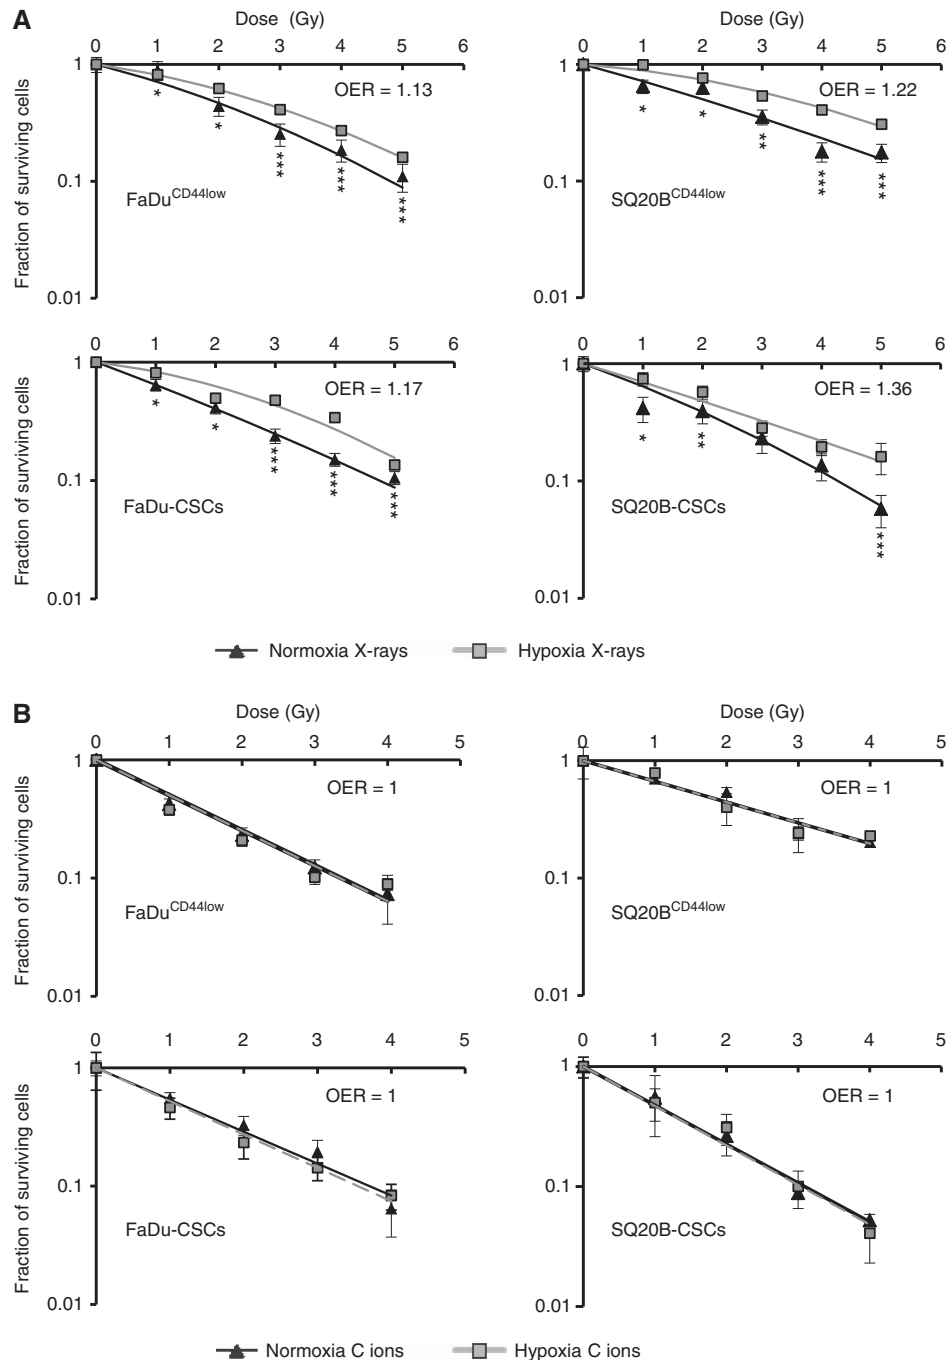 A
Dose (Gy)
0 1 2 3 4 5 6
1
0.1
0.01
Fraction of surviving cells
OER = 1.13
FaDuCD44low
* * *** *** ***
0 1 2 3 4 5 6
1
0.1
0.01
Fraction of surviving cells
OER = 1.17
FaDu-CSCs
* * *** *** ***
Dose (Gy)
0 1 2 3 4 5 6
1
0.1
0.01
OER = 1.22
SQ20BCD44low
* * ** *** ***
0 1 2 3 4 5 6
1
0.1
0.01
OER = 1.36
SQ20B-CSCs
* ** ***
Normoxia X-rays
Hypoxia X-rays
B
Dose (Gy)
0 1 2 3 4 5
1
0.1
0.01
Fraction of surviving cells
OER = 1
FaDuCD44low
0 1 2 3 4 5
1
0.1
0.01
Fraction of surviving cells
OER = 1
FaDu-CSCs
Dose (Gy)
0 1 2 3 4 5
1
0.1
0.01
OER = 1
SQ20BCD44low
0 1 2 3 4 5
1
0.1
0.01
OER = 1
SQ20B-CSCs
Normoxia C ions
Hypoxia C ions